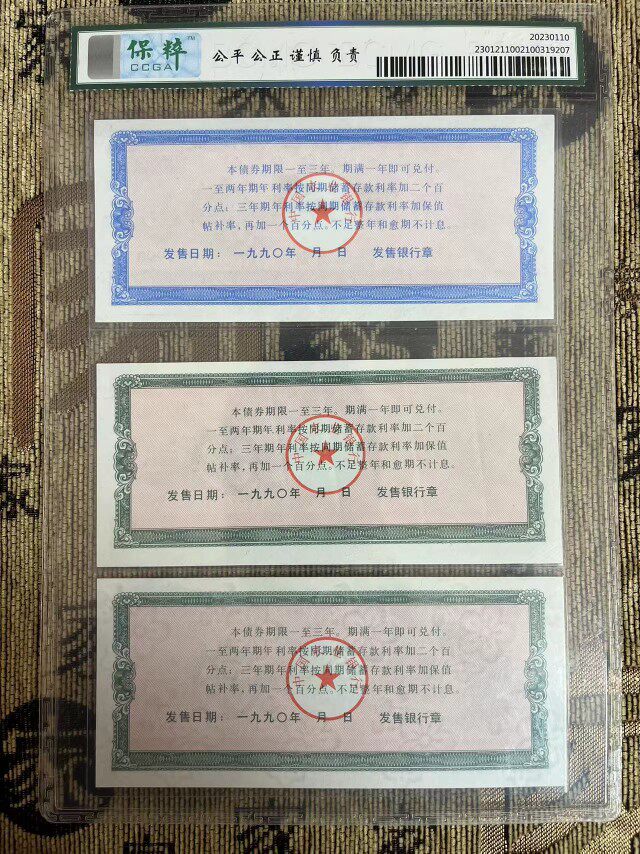 保粹™
CCGA
公平 公正 谨慎 负责
20230110
2301211002100319207
本债券期限一至三年。期满一年即可兑付。
一至两年期年利率按同期储蓄存款利率加二个百
分点；三年期年利率按同期储蓄存款利率加保值
帖补率，再加一个百分点。不足整年和愈期不计息。
发售日期：一九九〇年 月 日 发售银行章
本债券期限一至三年。期满一年即可兑付。
一至两年期年利率按同期储蓄存款利率加二个百
分点；三年期年利率按同期储蓄存款利率加保值
帖补率，再加一个百分点。不足整年和愈期不计息。
发售日期：一九九〇年 月 日 发售银行章
本债券期限一至三年。期满一年即可兑付。
一至两年期年利率按同期储蓄存款利率加二个百
分点；三年期年利率按同期储蓄存款利率加保值
帖补率，再加一个百分点。不足整年和愈期不计息。
发售日期：一九九〇年 月 日 发售银行章